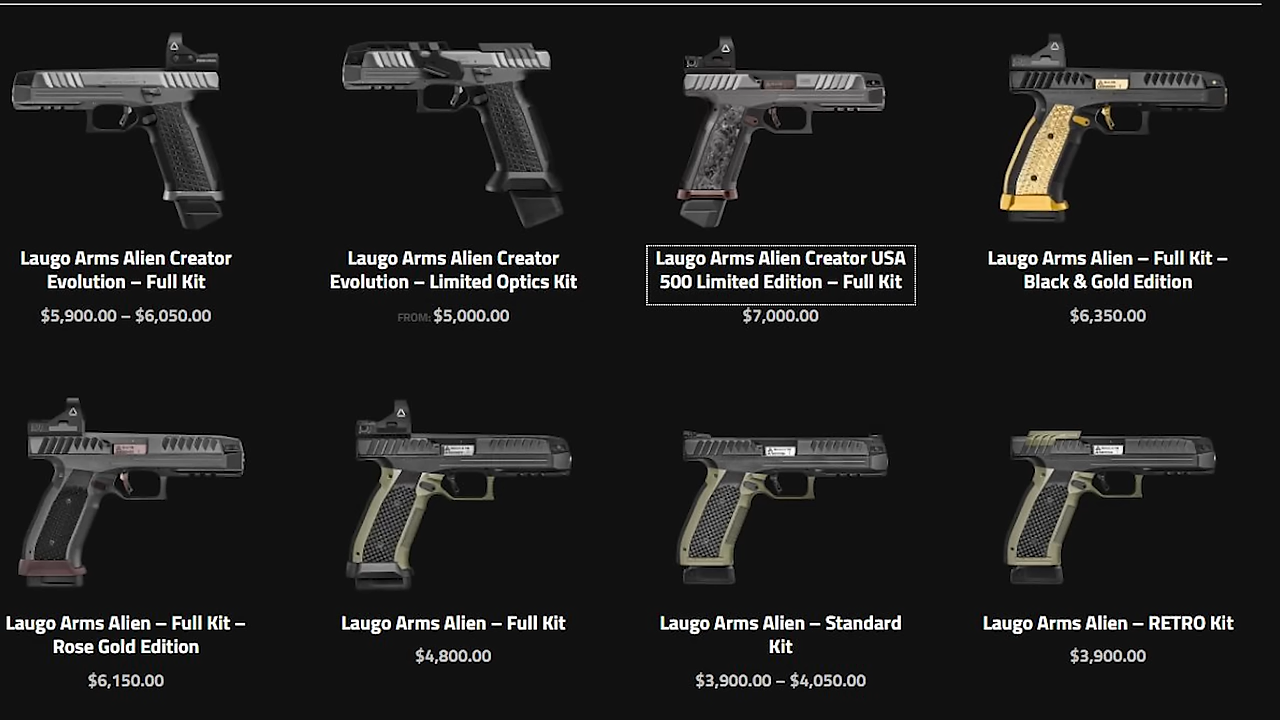 Laugo Arms Alien Creator
Evolution – Full Kit
$5,900.00 – $6,050.00
Laugo Arms Alien Creator
Evolution – Limited Optics Kit
FROM: $5,000.00
Laugo Arms Alien Creator USA
500 Limited Edition – Full Kit
$7,000.00
Laugo Arms Alien – Full Kit –
Black & Gold Edition
$6,350.00
Laugo Arms Alien – Full Kit –
Rose Gold Edition
$6,150.00
Laugo Arms Alien – Full Kit
$4,800.00
Laugo Arms Alien – Standard
Kit
$3,900.00 – $4,050.00
Laugo Arms Alien – RETRO Kit
$3,900.00